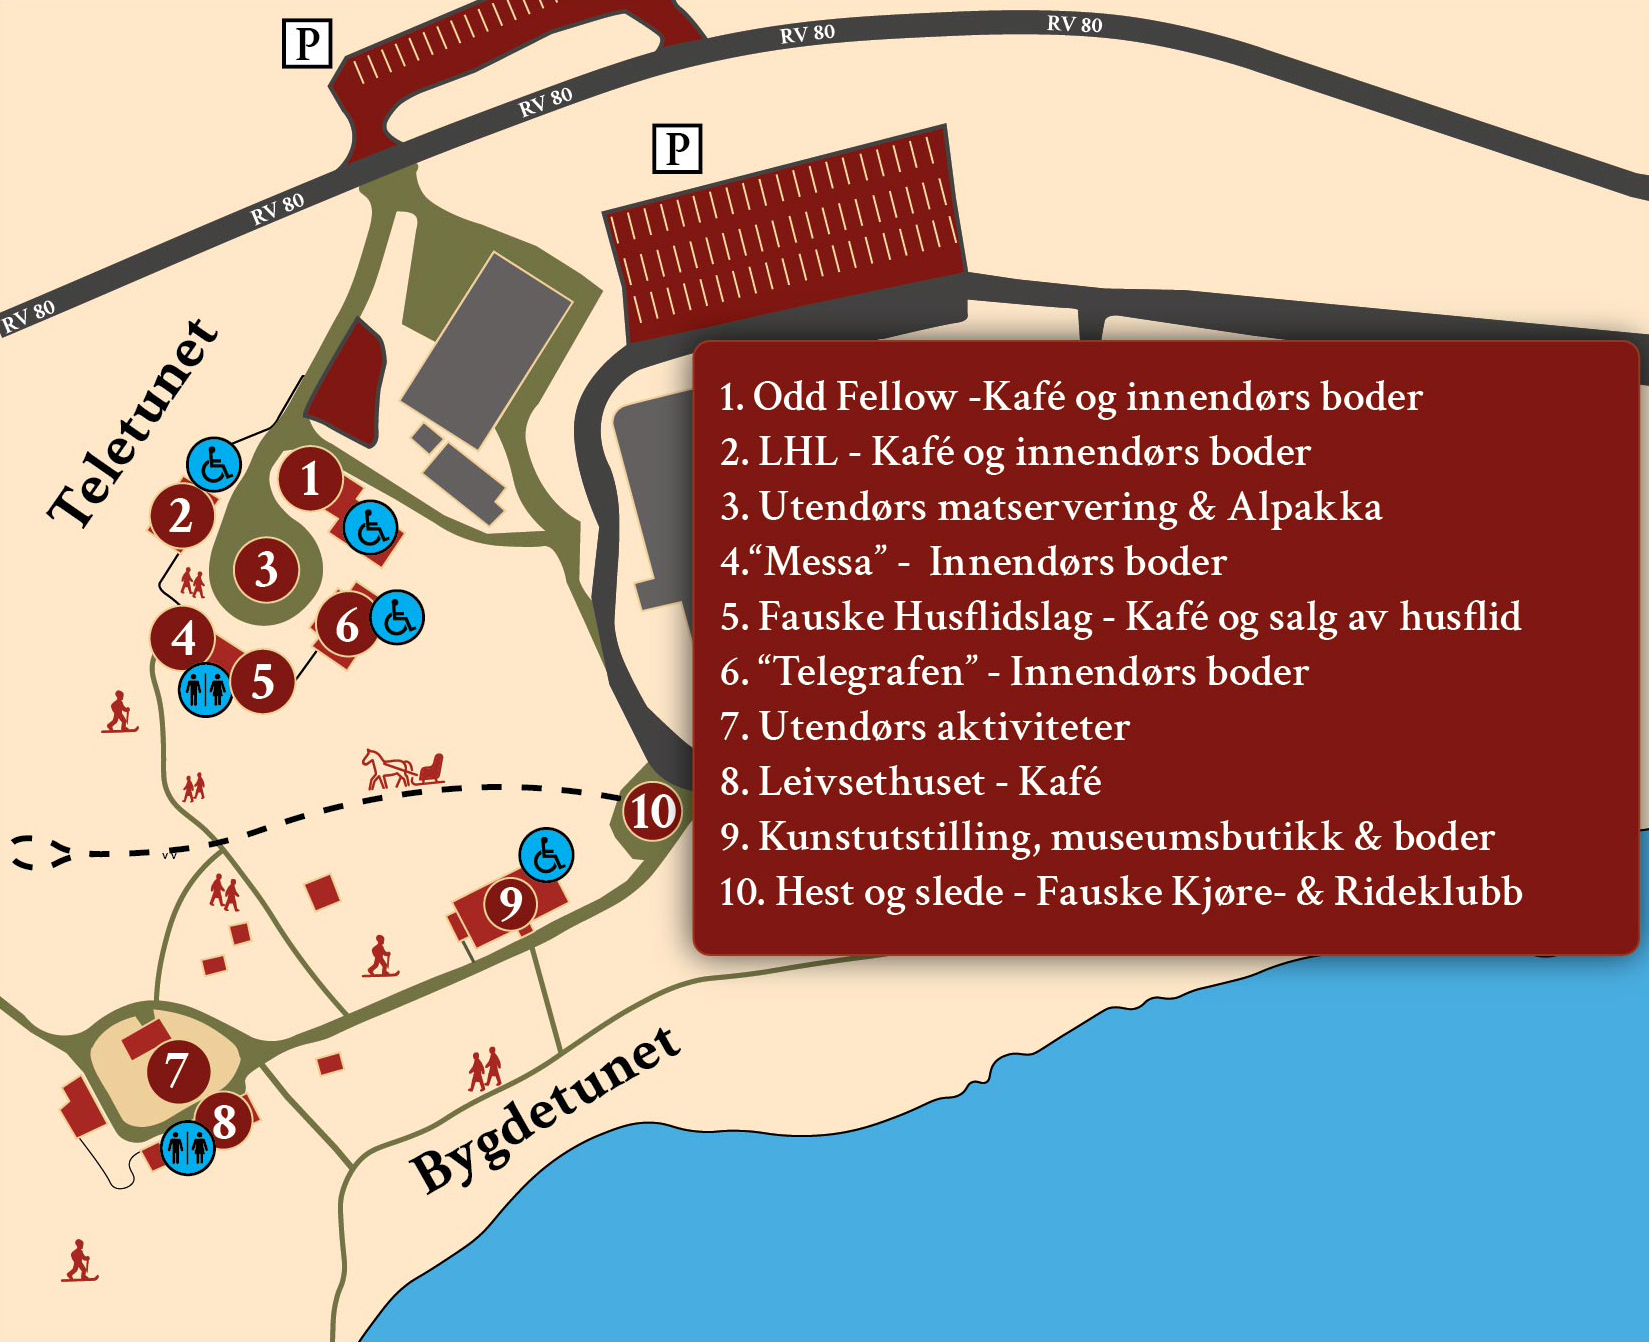 P
RV 80
RV 80
RV 80
P
RV 80
RV 80
Teletunet
1. Odd Fellow -Kafé og innendørs boder
2. LHL - Kafé og innendørs boder
3. Utendørs matservering & Alpakka
4.“Messa” -  Innendørs boder
5. Fauske Husflidslag - Kafé og salg av husflid
6. “Telegrafen” - Innendørs boder
7. Utendørs aktiviteter
8. Leivsethuset - Kafé
9. Kunstutstilling, museumsbutikk & boder
10. Hest og slede - Fauske Kjøre- & Rideklubb
1
2
3
6
4
5
10
9
7
8
Bygdetunet